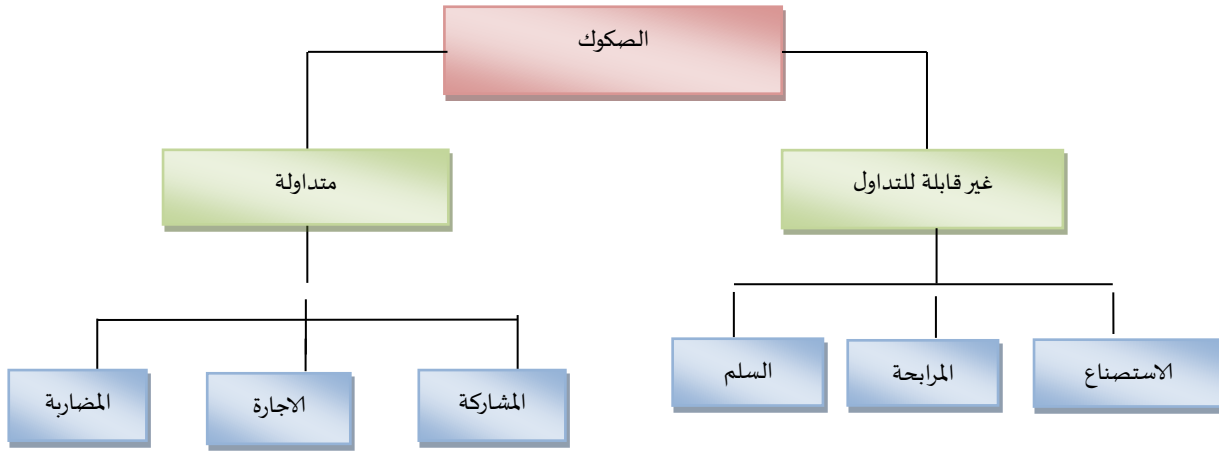 الصكوك
غير قابلة للتداول
متداولة
الاستصناع
المرابحة
السلم
المشاركة
الاجارة
المضاربة